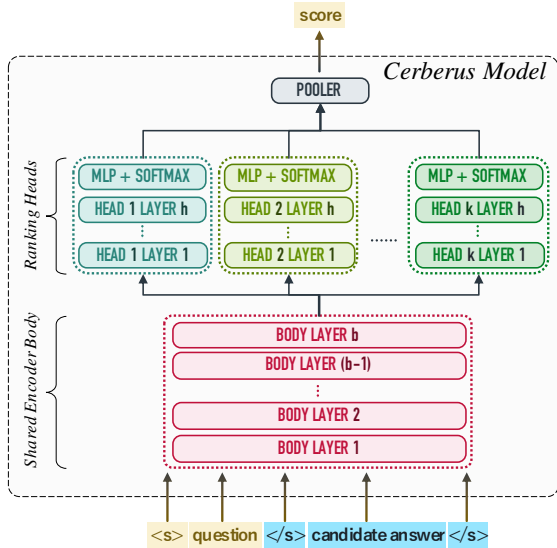 score
Cerberus Model
POOLER
Ranking Heads
MLP + SOFTMAX
HEAD 1 LAYER h
⋮
HEAD 1 LAYER 1
MLP + SOFTMAX
HEAD 2 LAYER h
⋮
HEAD 2 LAYER 1
......
MLP + SOFTMAX
HEAD k LAYER h
⋮
HEAD k LAYER 1
Shared Encoder Body
BODY LAYER b
BODY LAYER (b-1)
⋮
BODY LAYER 2
BODY LAYER 1
<s> question </s> candidate answer </s>